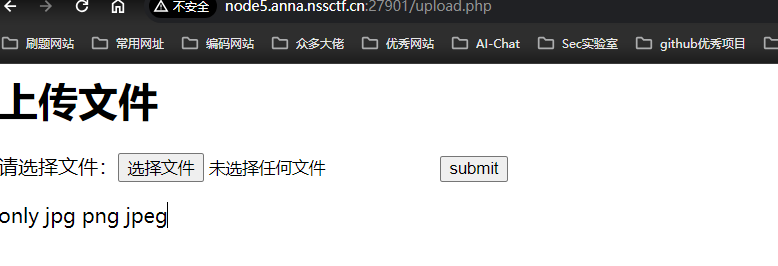 不安全 node5.anna.nssctf.cn:27901/upload.php
刷题网站 常用网址 编码网站 众多大佬 优秀网站 AI-Chat Sec实验室 github优秀项目
上传文件
请选择文件: 选择文件 未选择任何文件 submit
only jpg png jpeg